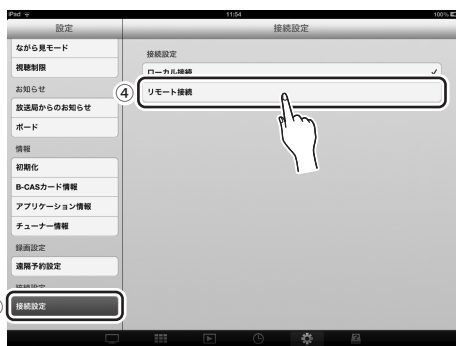 iPad
11:54
100%
設定
接続設定
ながら見モード
視聴制限
お知らせ
放送局からのお知らせ
ボード
情報
初期化
B-CASカード情報
アプリケーション情報
チューナー情報
録画設定
遠隔予約設定
接続設定
接続設定
接続設定
ローカル接続
④
リモート接続